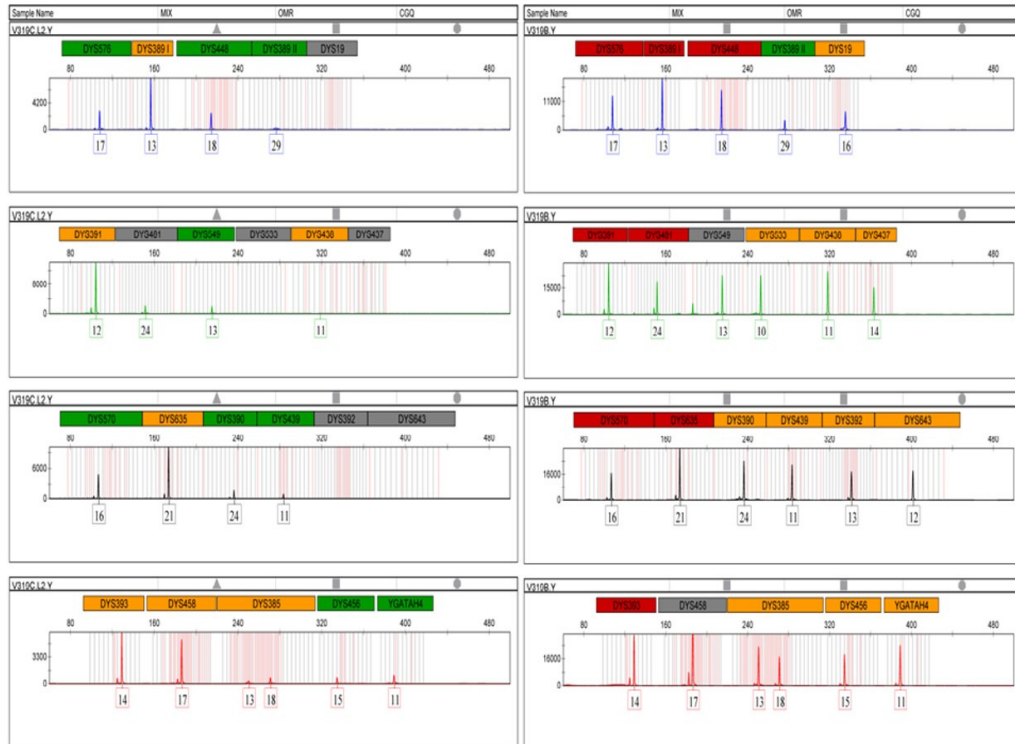 Sample Name MIX OMR CGQ
V319C.L2.Y
DYS576 DYS389 I DYS448 DYS389 II DYS19
80 160 240 320 400 480
4200
0
17 13 18 29
V319C.L2.Y
DYS391 DYS481 DYS549 DYS533 DYS438 DYS437
80 160 240 320 400 480
8000
0
12 24 13 11
V319C.L2.Y
DYS570 DYS635 DYS390 DYS439 DYS392 DYS643
80 160 240 320 400 480
6000
0
16 21 24 11
V319C.L2.Y
DYS393 DYS458 DYS385 DYS456 YGATAH4
80 160 240 320 400 480
3300
0
14 17 13 18 15 11
Sample Name MIX OMR CGQ
V319B.Y
DYS576 DYS389 I DYS448 DYS389 II DYS19
80 160 240 320 400 480
11000
0
17 13 18 29 16
V319B.Y
DYS391 DYS481 DYS549 DYS533 DYS438 DYS437
80 160 240 320 400 480
15000
0
12 24 13 10 11 14
V319B.Y
DYS570 DYS635 DYS390 DYS439 DYS392 DYS643
80 160 240 320 400 480
16000
0
16 21 24 11 13 12
V319B.Y
DYS393 DYS458 DYS385 DYS456 YGATAH4
80 160 240 320 400 480
16000
0
14 17 13 18 15 11